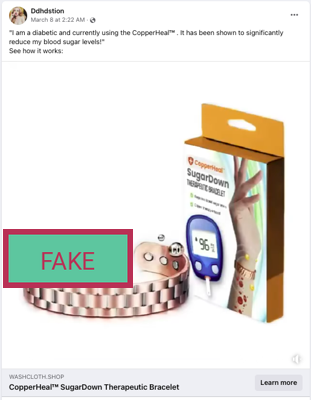 Ddhdstion
March 8 at 2:22 AM ·
"I am a diabetic and currently using the CopperHeal™ . It has been shown to significantly
reduce my blood sugar levels!"
See how it works:
CopperHeal
SugarDown
THERAPEUTIC BRACELET
96
FAKE
WASHCLOTH.SHOP
CopperHeal™ SugarDown Therapeutic Bracelet
Learn more